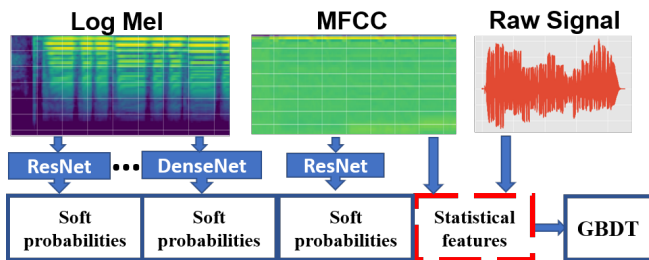 Log Mel MFCC Raw Signal
ResNet ••• DenseNet ResNet
Soft probabilities
Soft probabilities
Soft probabilities
Statistical features
GBDT